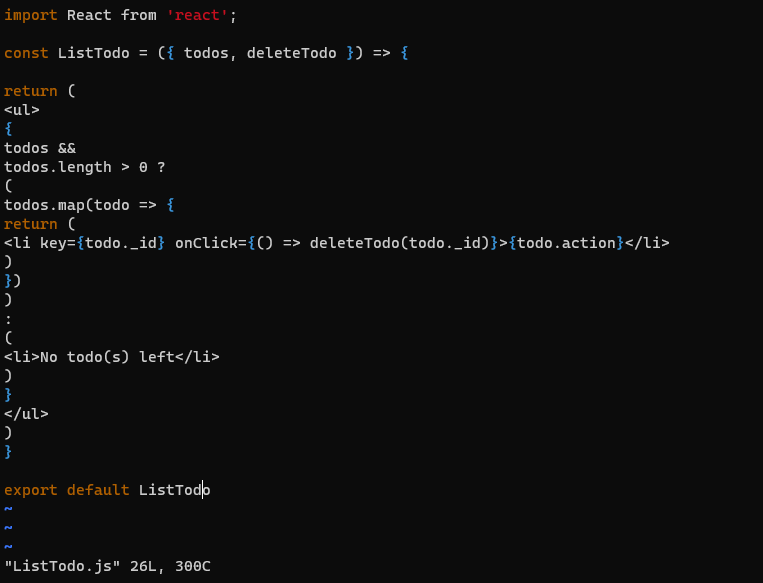 import React from 'react';
const ListTodo = ({ todos, deleteTodo }) => {
return (
<ul>
{
todos &&
todos.length > 0 ?
(
todos.map(todo => {
return (
<li key={todo._id} onClick={() => deleteTodo(todo._id)}>{todo.action}</li>
)
})
)
:
(
<li>No todo(s) left</li>
)
}
</ul>
)
}
export default ListTodo
~
~
~
"ListTodo.js" 26L, 300C